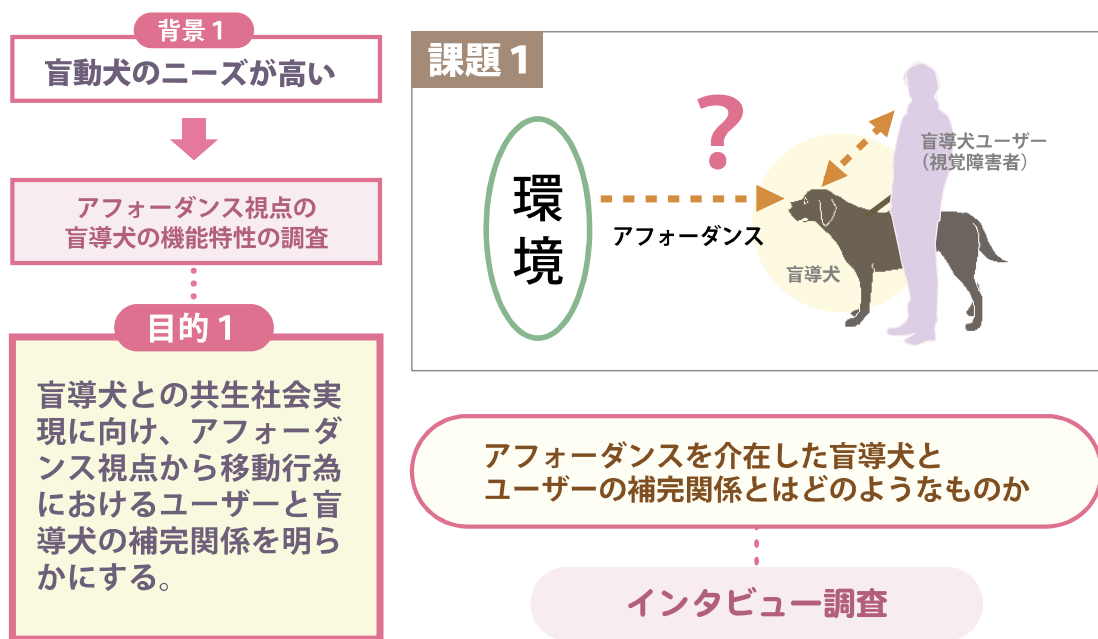 背景1
盲動犬のニーズが高い
アフォーダンス視点の
盲導犬の機能特性の調査
目的1
盲導犬との共生社会実
現に向け、アフォーダ
ンス視点から移動行為
におけるユーザーと盲
導犬の補完関係を明ら
かにする。
課題1
?
環
境
アフォーダンス
盲導犬ユーザー
（視覚障害者）
盲導犬
アフォーダンスを介在した盲導犬と
ユーザーの補完関係とはどのようなものか
インタビュー調査